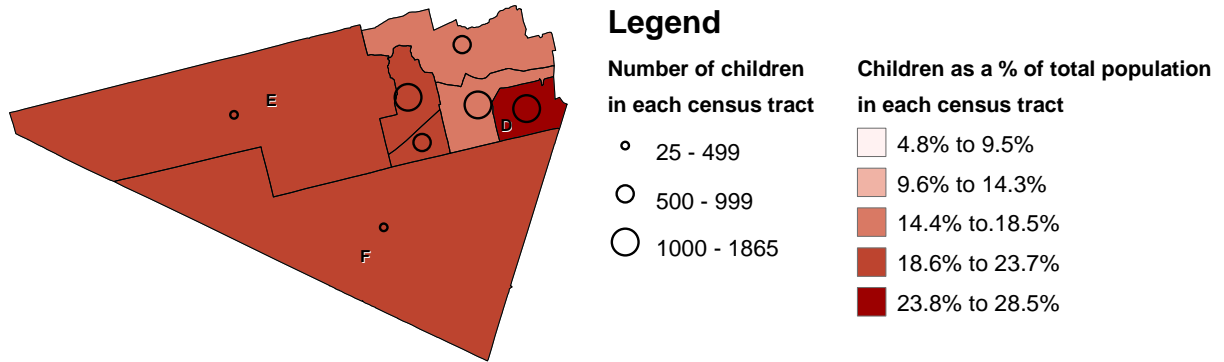 E
D
F
Legend
Number of children
in each census tract
25 - 499
500 - 999
1000 - 1865
Children as a % of total population
in each census tract
4.8% to 9.5%
9.6% to 14.3%
14.4% to.18.5%
18.6% to 23.7%
23.8% to 28.5%